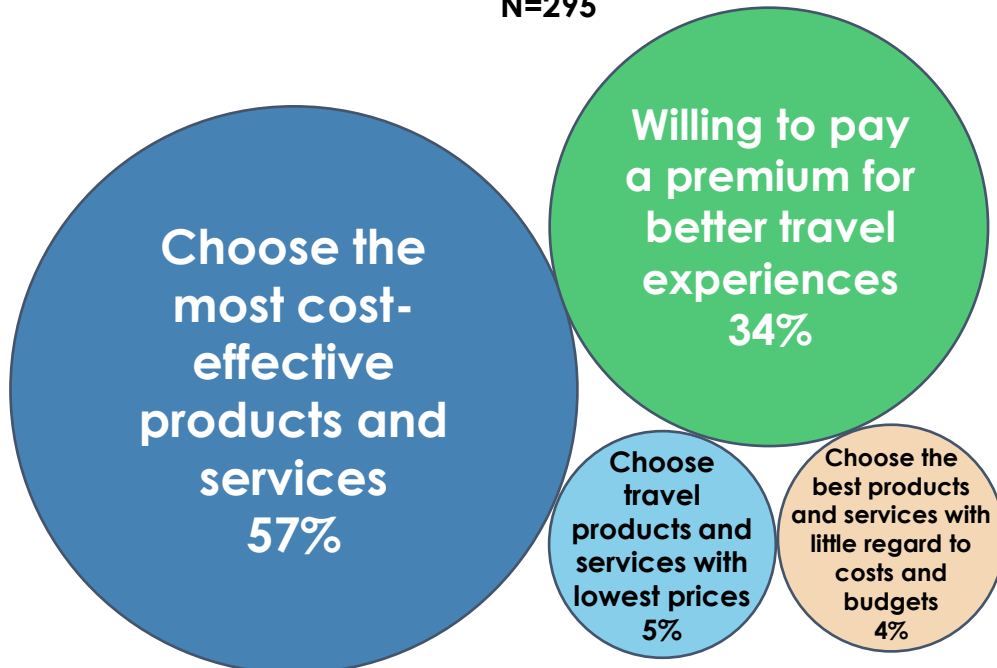 N=295
Willing to pay
a premium for
better travel
experiences
34%
Choose the
most cost-
effective
products and
services
57%
Choose
travel
products and
services with
lowest prices
5%
Choose the
best products
and services with
little regard to
costs and
budgets
4%